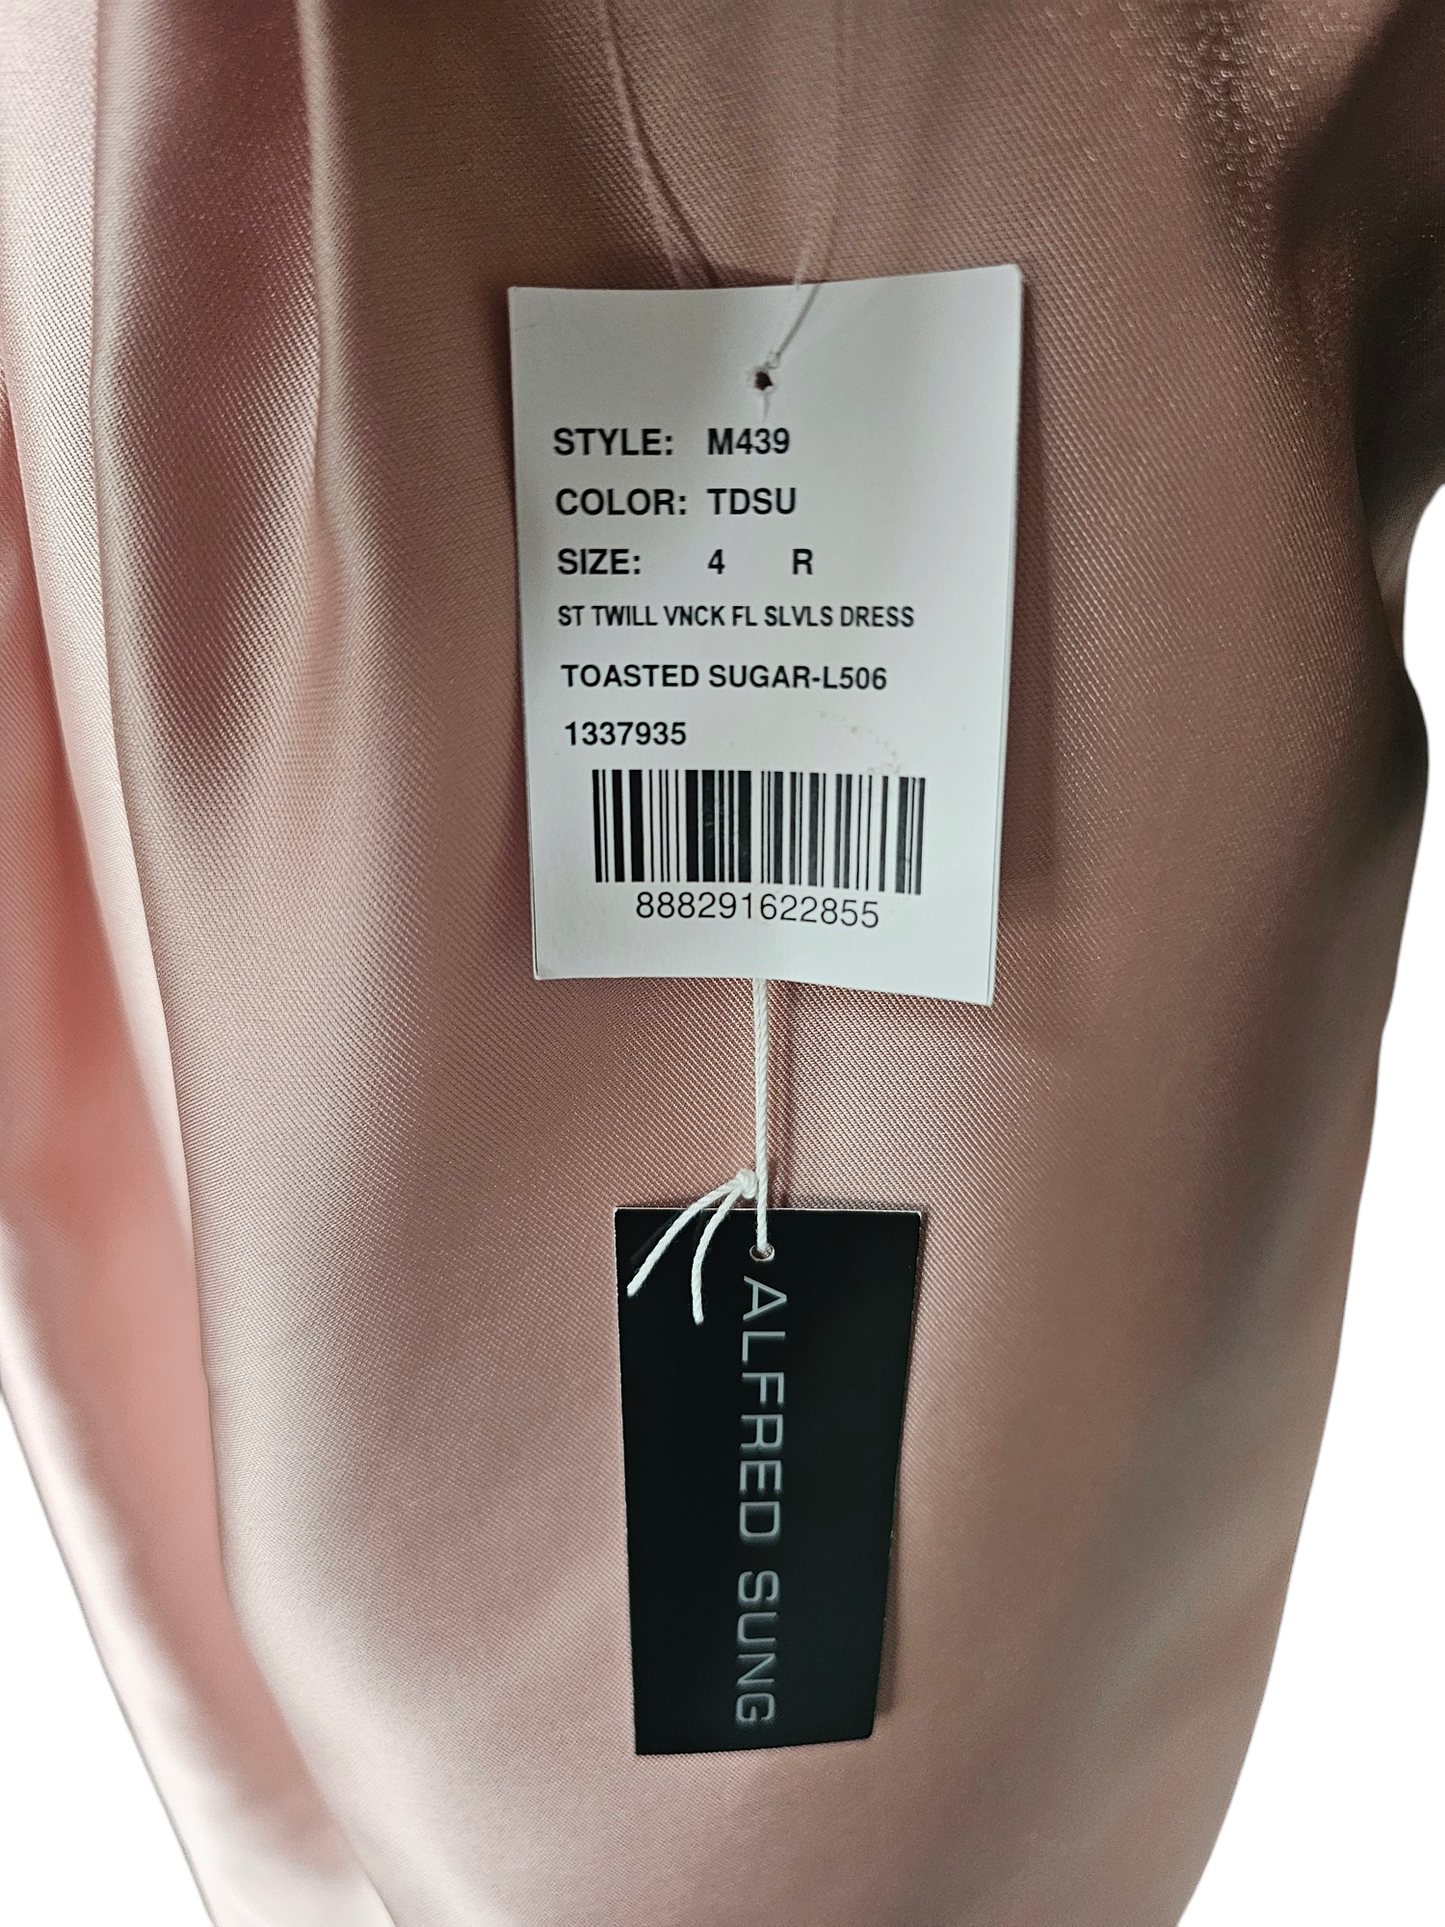 STYLE: M439
COLOR: TDSU
SIZE: 4 R
ST TWILL VNCK FL SLVLS DRESS
TOASTED SUGAR-L506
1337935
888291622855
ALFRED SUNG